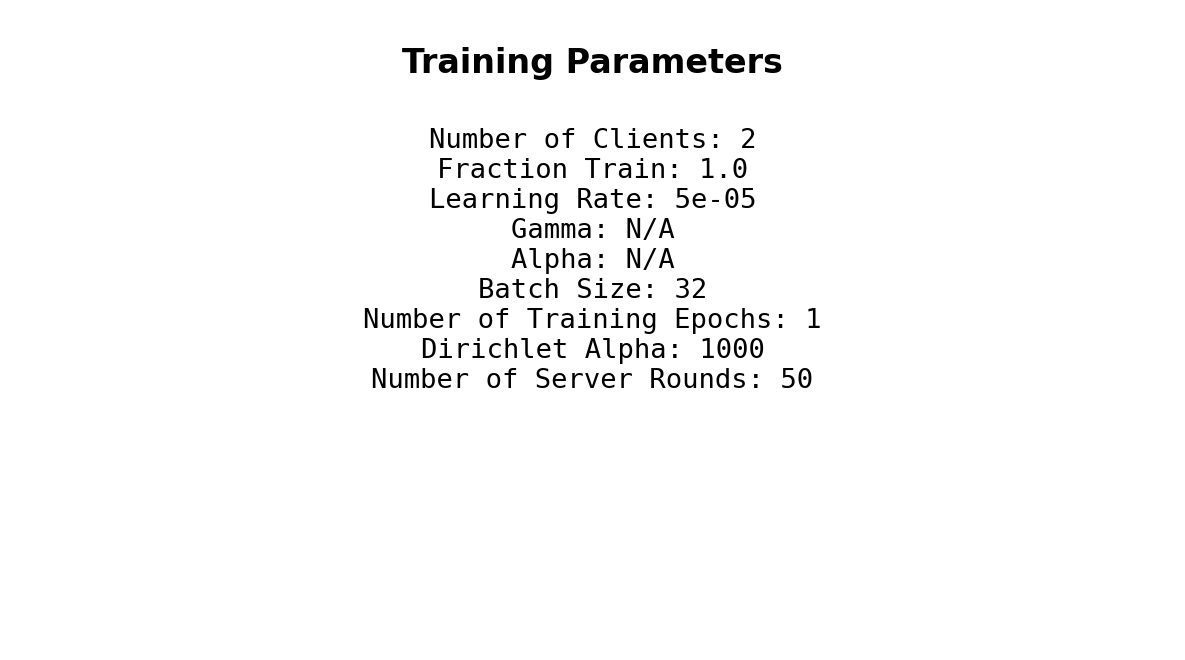 Training Parameters
Number of Clients: 2
Fraction Train: 1.0
Learning Rate: 5e-05
Gamma: N/A
Alpha: N/A
Batch Size: 32
Number of Training Epochs: 1
Dirichlet Alpha: 1000
Number of Server Rounds: 50